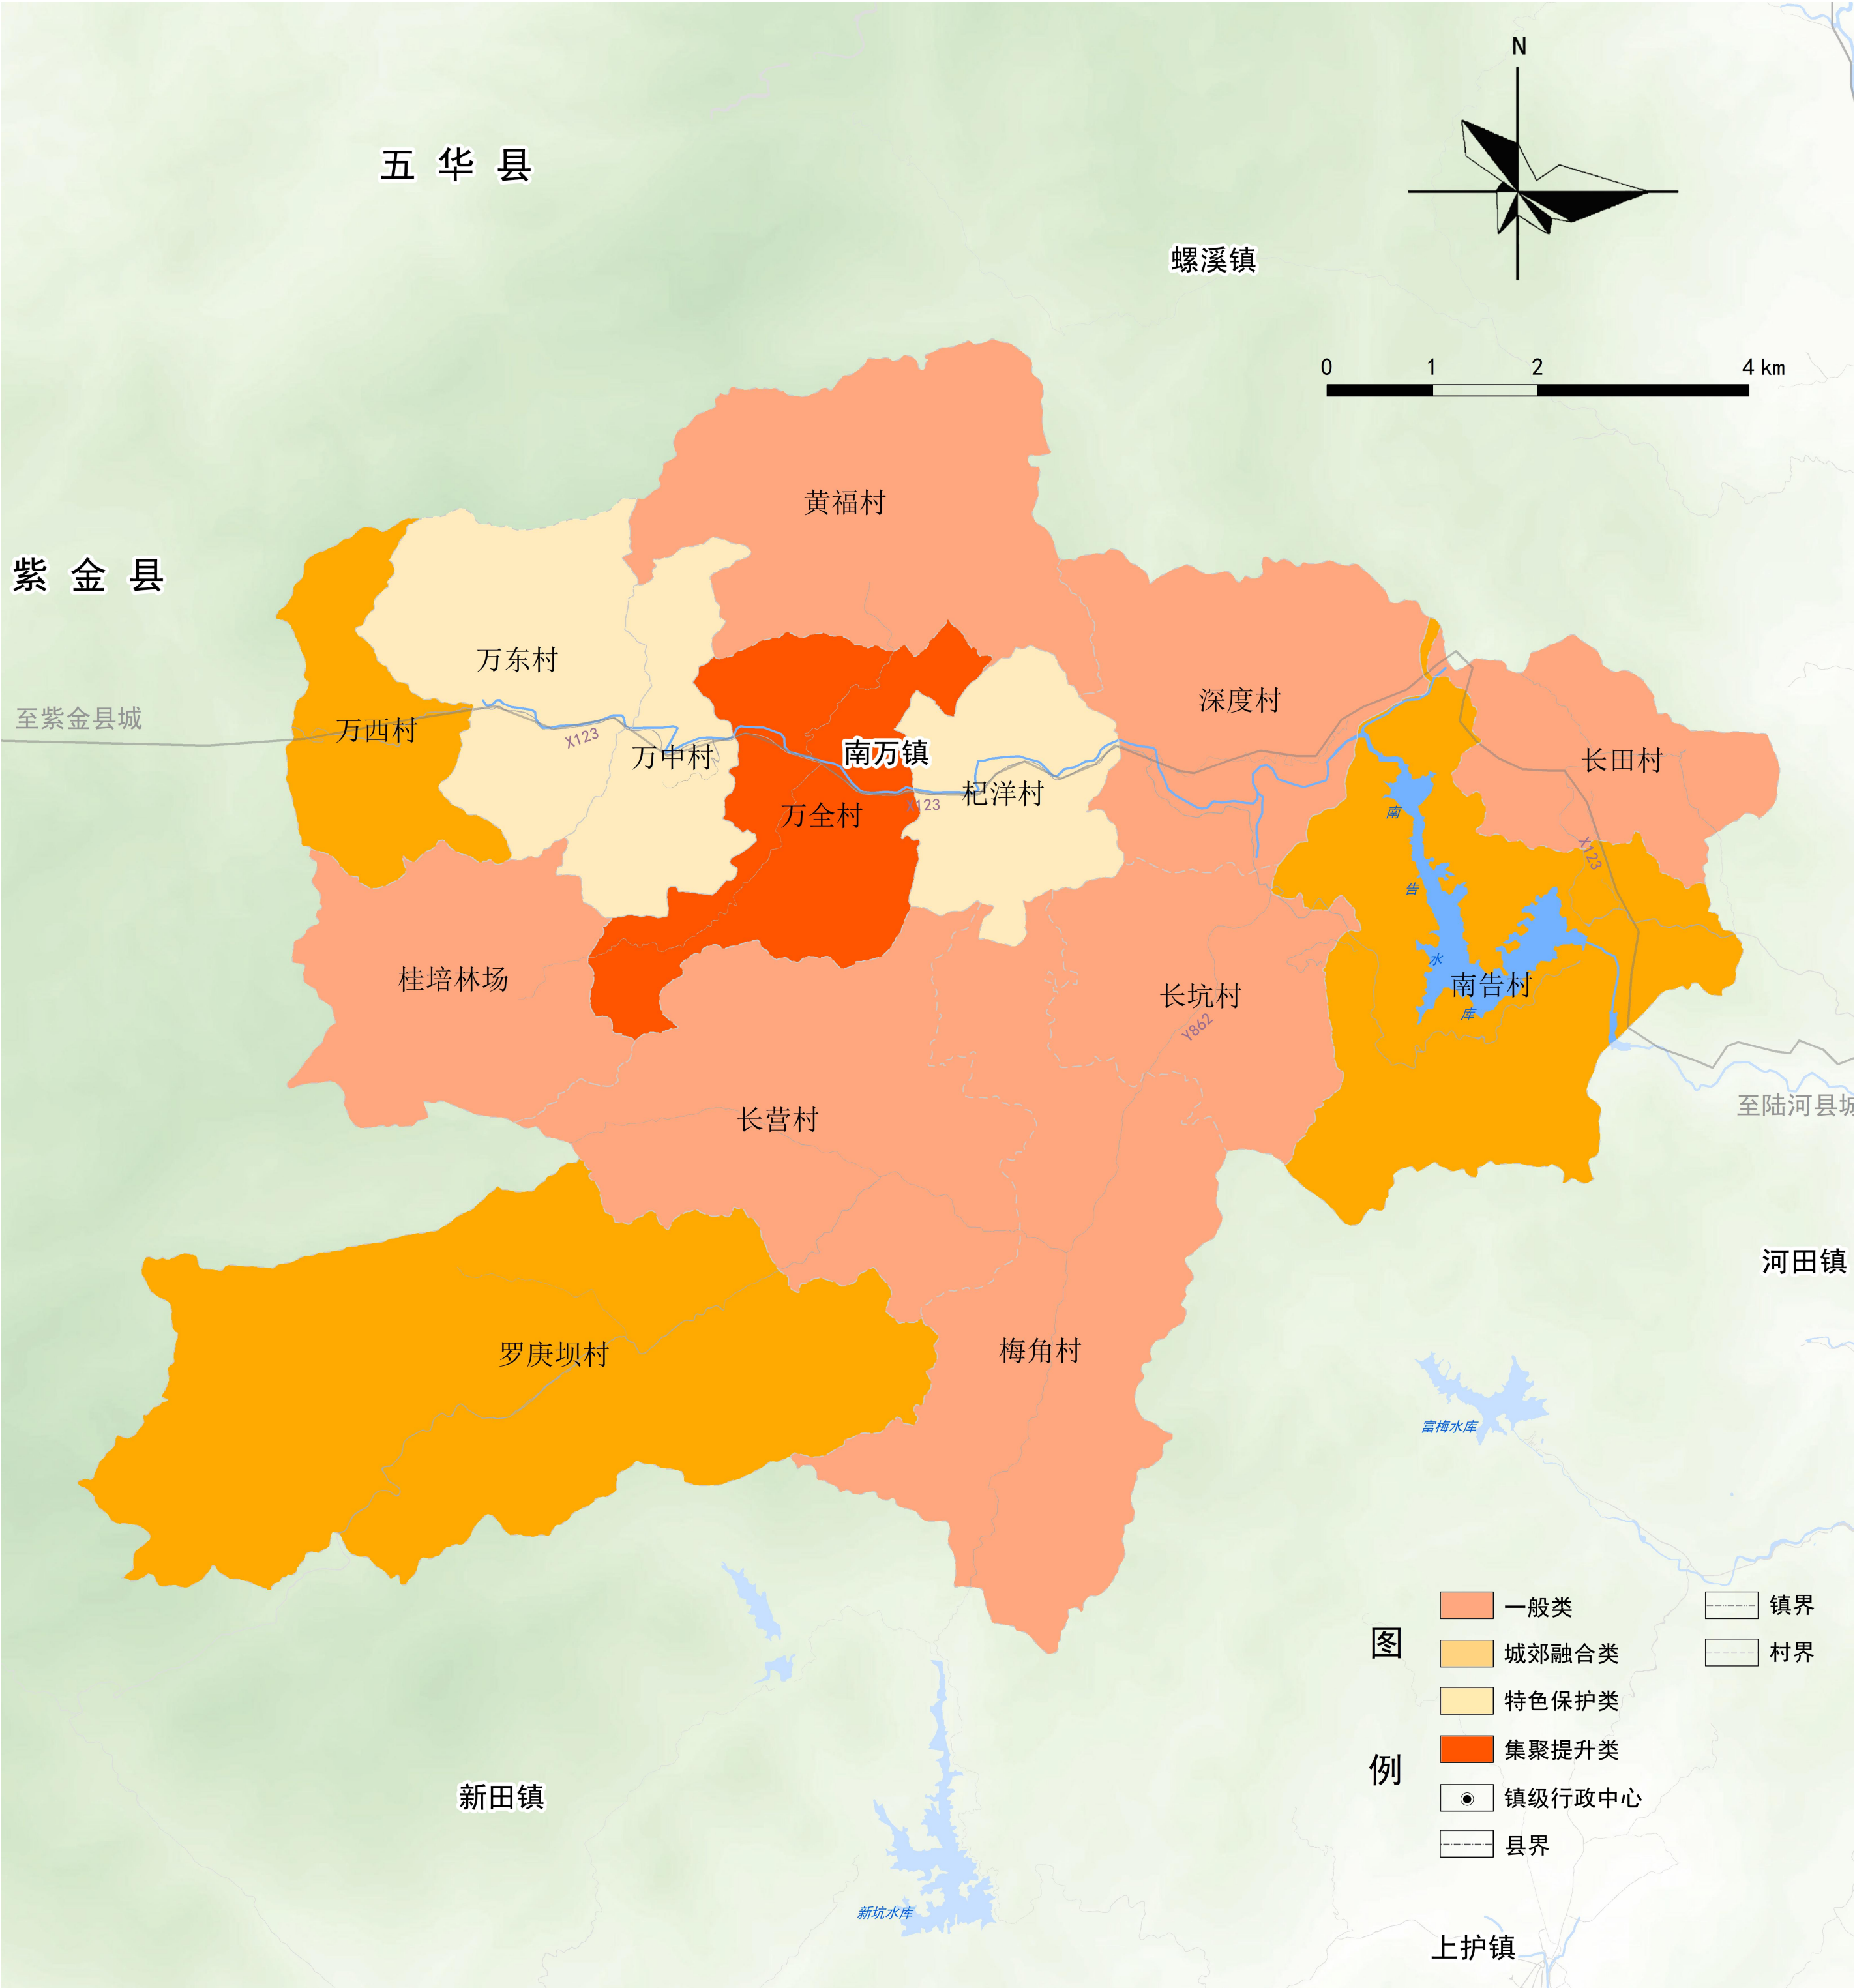 N
五华县
螺溪镇
0 1 2 4 km
黄福村
紫金县
万东村
深度村
至紫金县城
万西村
X123
万中村
南万镇
长田村
杞洋村
X123
万全村
南
告
水
库
X123
桂培林场
长坑村
南告村
Y862
长营村
至陆河县城
河田镇
罗庚坝村
梅角村
富梅水库
图例
一般类
城郊融合类
特色保护类
集聚提升类
镇级行政中心
县界
镇界
村界
新田镇
新坑水库
上护镇